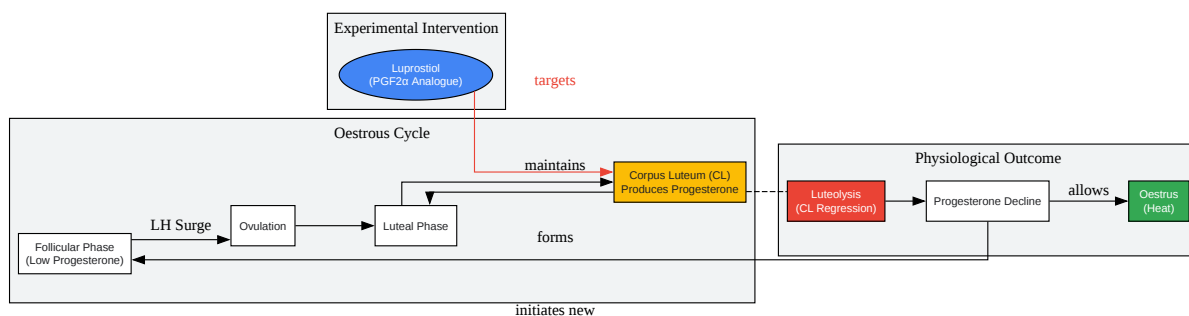 Experimental Intervention
Luprostiol
(PGF2α Analogue)
targets
Oestrous Cycle
maintains
Corpus Luteum (CL)
Produces Progesterone
LH Surge
Ovulation
Luteal Phase
forms
Follicular Phase
(Low Progesterone)
initiates new
Physiological Outcome
Luteolysis
(CL Regression)
Progesterone Decline
allows
Oestrus
(Heat)